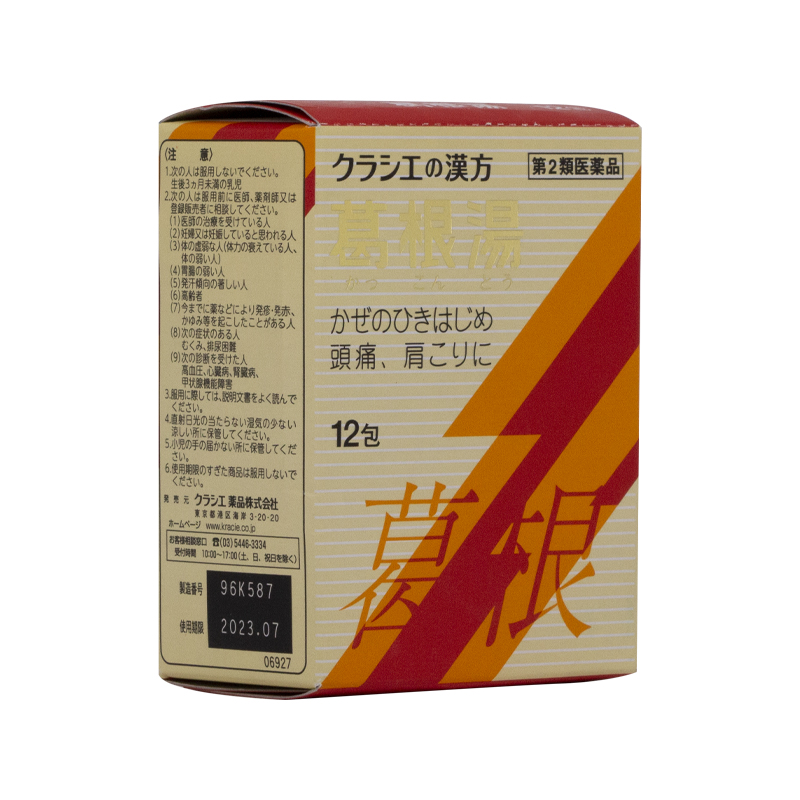 〈注　意〉
1.次の人は服用しないでください。
生後3ヵ月未満の乳児
2.次の人は服用前に医師、薬剤師又は
登録販売者に相談してください。
(1)医師の治療を受けている人
(2)妊婦又は妊娠していると思われる人
(3)体の虚弱な人(体力の衰えている人、
体の弱い人)
(4)胃腸の弱い人
(5)発汗傾向の著しい人
(6)高齢者
(7)今までに薬などにより発疹・発赤、
かゆみ等を起こしたことがある人
(8)次の症状のある人
むくみ、排尿困難
(9)次の診断を受けた人
高血圧、心臓病、腎臓病、
甲状腺機能障害
3.服用に際しては、説明文書をよく読んで
ください。
4.直射日光の当たらない湿気の少ない
涼しい所に保管してください。
5.小児の手の届かない所に保管してくだ
さい。
6.使用期限のすぎた商品は服用しないで
ください。
発売元 クラシエ薬品株式会社
東京都港区海岸3-20-20
ホームページ www.kracie.co.jp
お客様相談窓口 ☎(03)5446-3334
受付時間 10:00〜17:00(土、日、祝日を除く)
製造番号 96K587
使用期限 2023.07
06927
クラシエの漢方
第2類医薬品
葛根湯
かっこんとう
かぜのひきはじめ
頭痛、肩こりに
12包
葛根